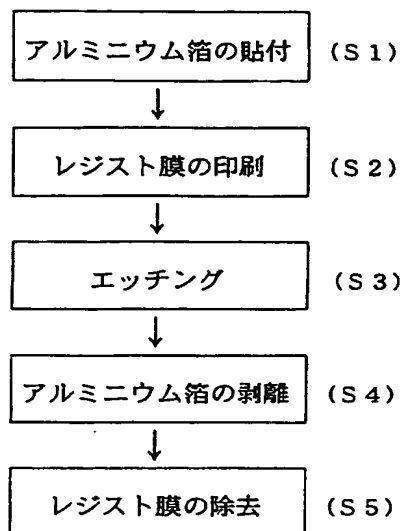 アルミニウム箔の貼付 (S1)
↓
レジスト膜の印刷 (S2)
↓
エッチング (S3)
↓
アルミニウム箔の剥離 (S4)
↓
レジスト膜の除去 (S5)